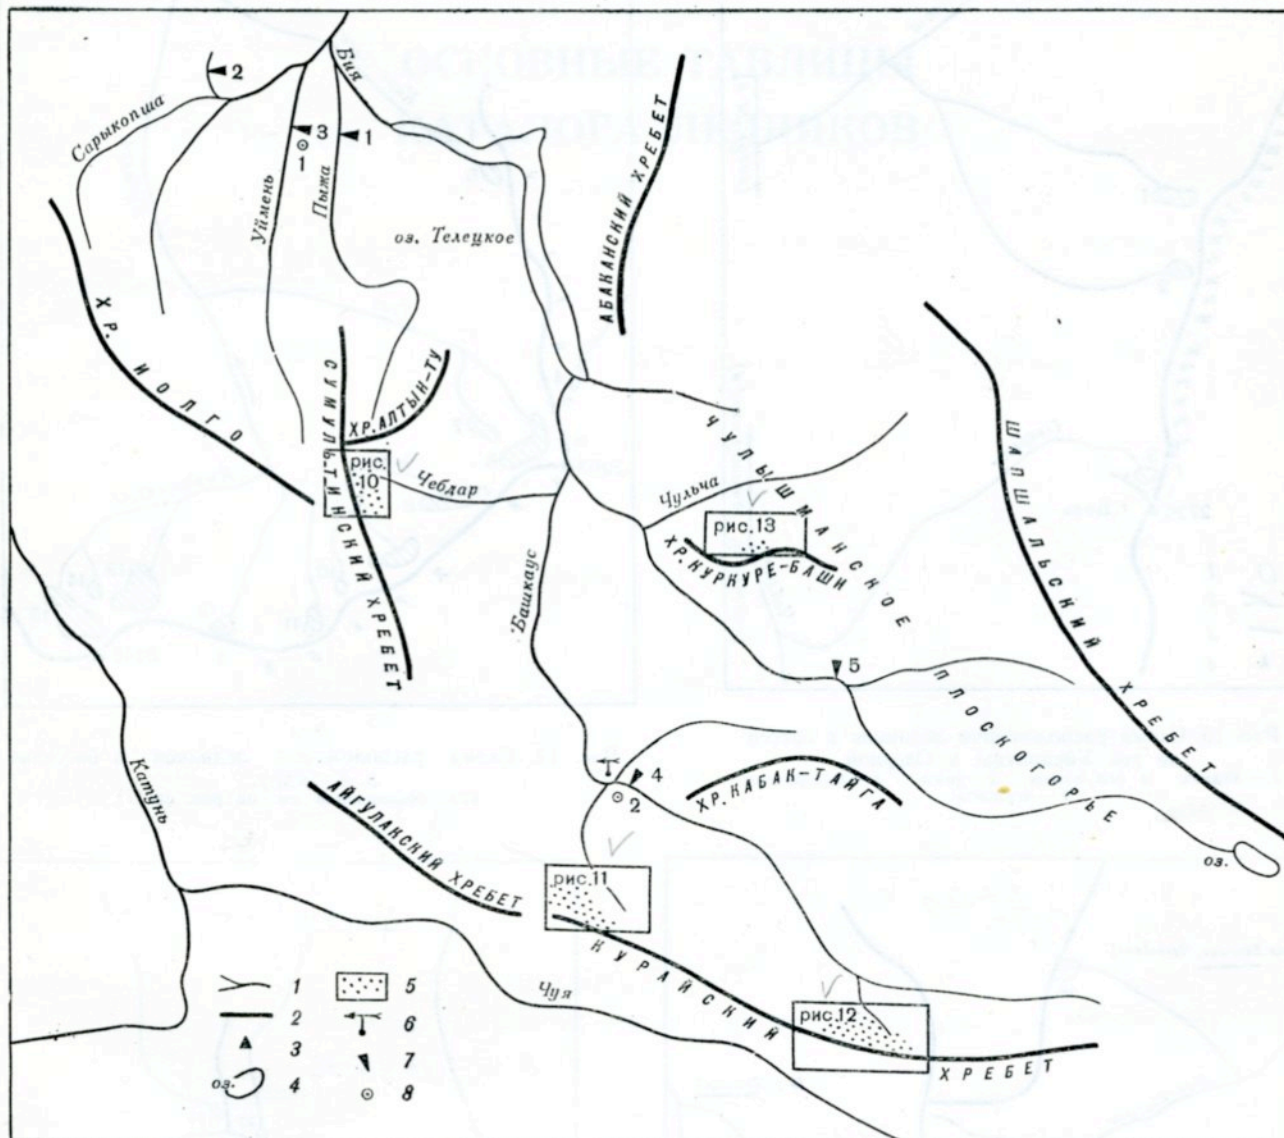 2
Сарыкопша
3
1
1
Бия
Уймень
Пыжа
оз. Телецкое
АБАКАНСКИЙ ХРЕБЕТ
ХР. ИОЛГО
СУМУЛЬТИНСКИЙ ХРЕБЕТ
ХР. АЛТЫН-ТУ
рис.
10
Чебдар
Чульча
ЧУЛЫШМАНСКОЕ ПЛОСКОГОРЬЕ
рис.13
ХР. КУРКУРЕ-БАШИ
ШАПШАЛЬСКИЙ ХРЕБЕТ
Башкаус
5
4
2
ХР. КАБАК-ТАЙГА
Катунь
АЙГУЛАКСКИЙ ХРЕБЕТ
оз.
рис.11
КУРАЙСКИЙ ХРЕБЕТ
рис.12
Чуя
1
2
3
оз. 4
5
6
7
8